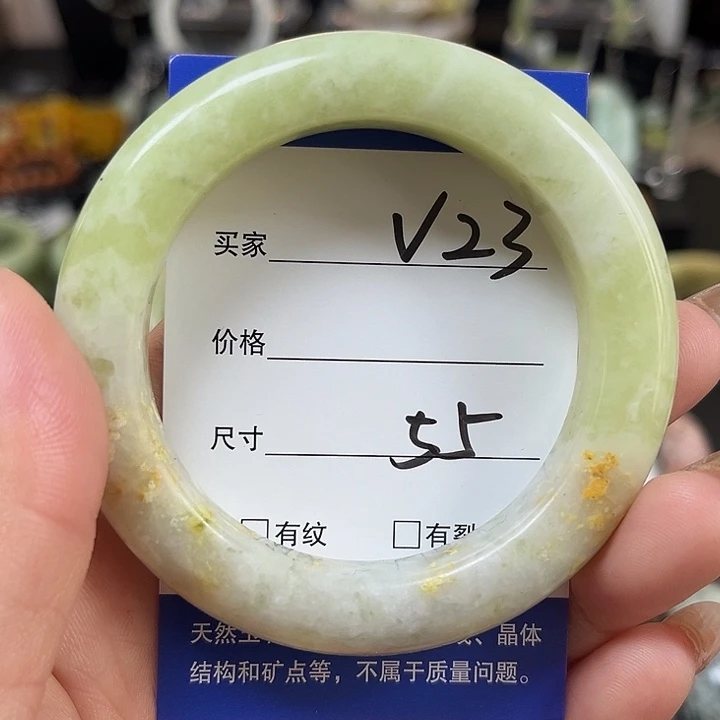 买家 V23
价格
尺寸 55
□有纹 □有裂
天然 、晶体
结构和矿点等，不属于质量问题。